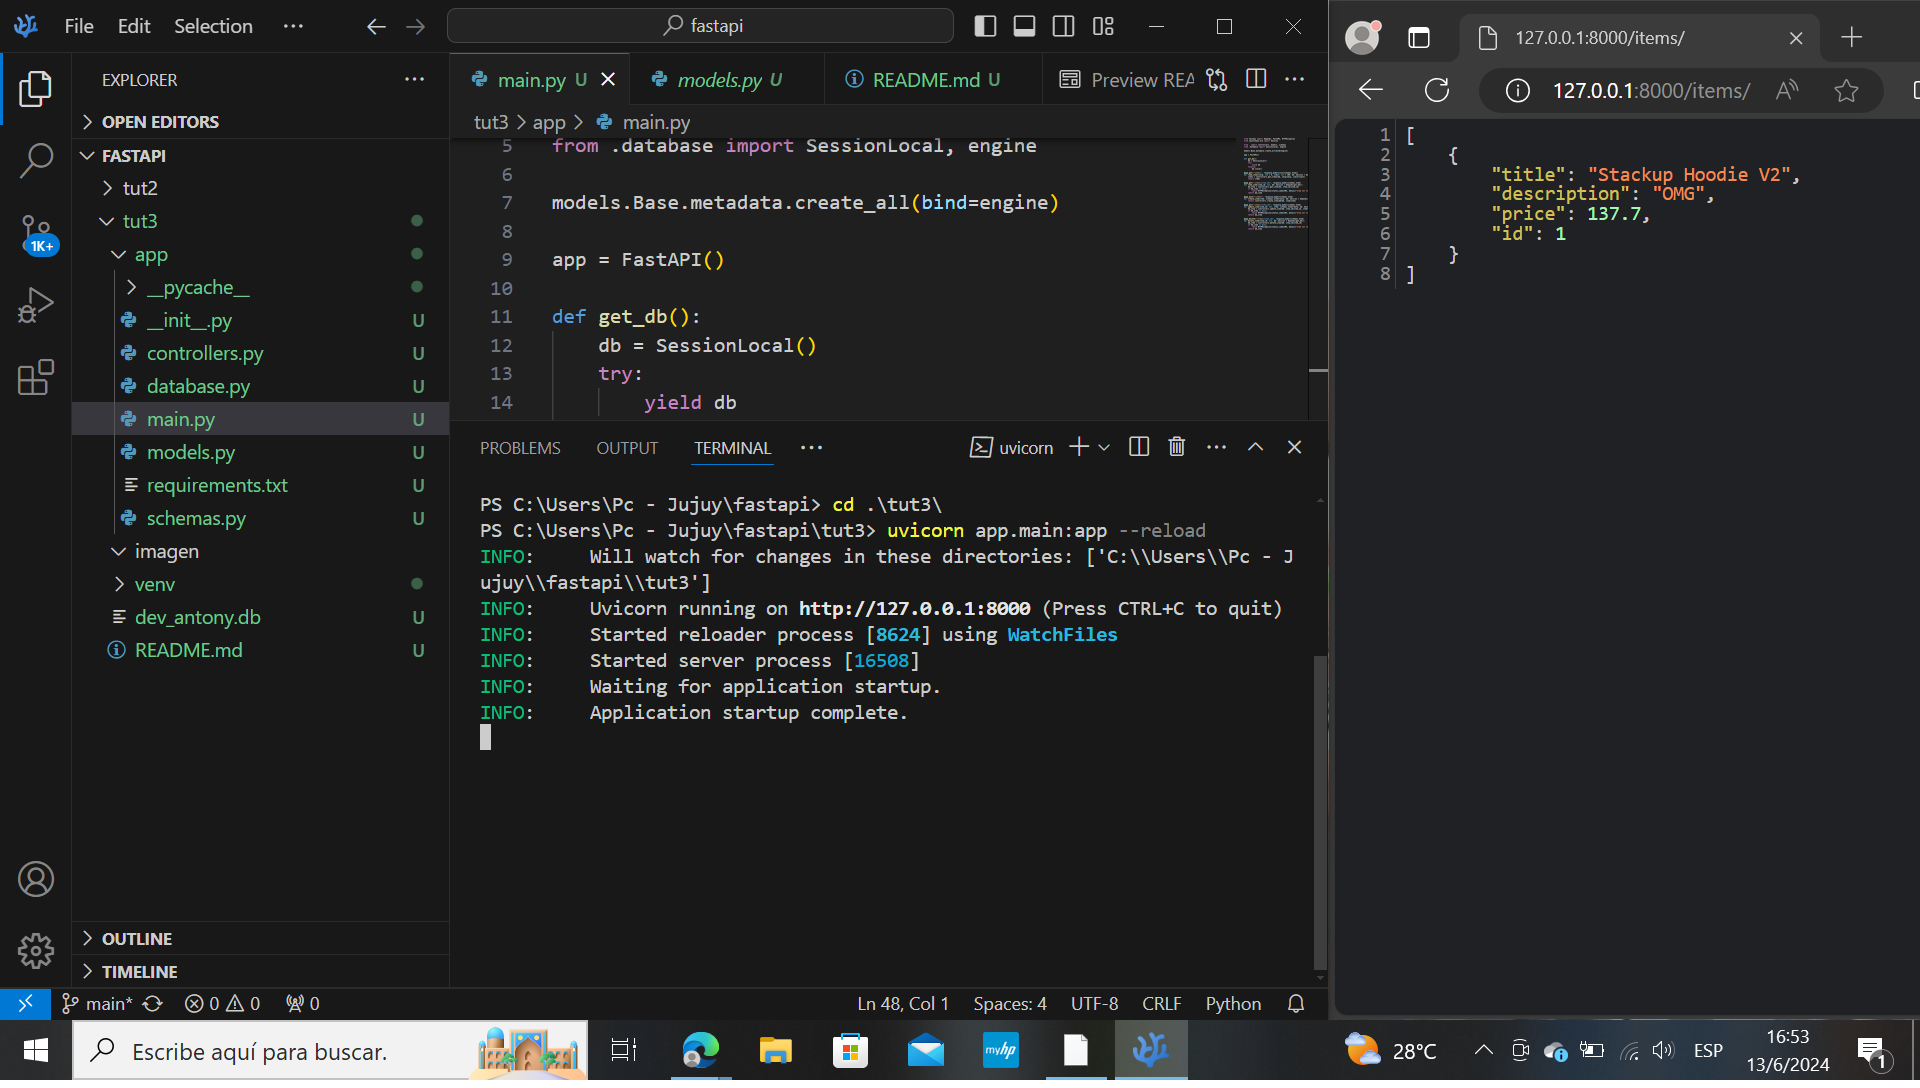 File Edit Selection ···
fastapi
EXPLORER
OPEN EDITORS
FASTAPI
tut2
tut3
app
__pycache__
__init__.py U
controllers.py U
database.py U
main.py U
models.py U
requirements.txt U
schemas.py U
imagen
venv
dev_antony.db U
README.md U
OUTLINE
TIMELINE
1K+
main.py U
models.py U
README.md U
Preview REA
tut3 > app > main.py
5 from .database import SessionLocal, engine
6
7 models.Base.metadata.create_all(bind=engine)
8
9 app = FastAPI()
10
11 def get_db():
12 db = SessionLocal()
13 try:
14 yield db
PROBLEMS OUTPUT TERMINAL ···
uvicorn
PS C:\Users\Pc - Jujuy\fastapi> cd .\tut3\
PS C:\Users\Pc - Jujuy\fastapi\tut3> uvicorn app.main:app --reload
INFO: Will watch for changes in these directories: ['C:\\Users\\Pc - J
ujuy\\fastapi\\tut3']
INFO: Uvicorn running on http://127.0.0.1:8000 (Press CTRL+C to quit)
INFO: Started reloader process [8624] using WatchFiles
INFO: Started server process [16508]
INFO: Waiting for application startup.
INFO: Application startup complete.
main* 0 0 0
Ln 48, Col 1 Spaces: 4 UTF-8 CRLF Python
127.0.0.1:8000/items/
127.0.0.1:8000/items/
1 [
2 {
3 "title": "Stackup Hoodie V2",
4 "description": "OMG",
5 "price": 137.7,
6 "id": 1
7 }
8 ]
Escribe aquí para buscar.
myhp
28°C
ESP
16:53
13/6/2024
1